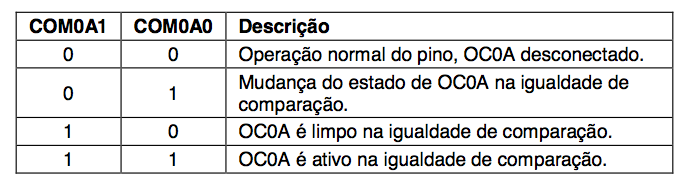 COM0A1 COM0A0 Descrição
0 0 Operação normal do pino, OC0A desconectado.
0 1 Mudança do estado de OC0A na igualdade de
comparação.
1 0 OC0A é limpo na igualdade de comparação.
1 1 OC0A é ativo na igualdade de comparação.